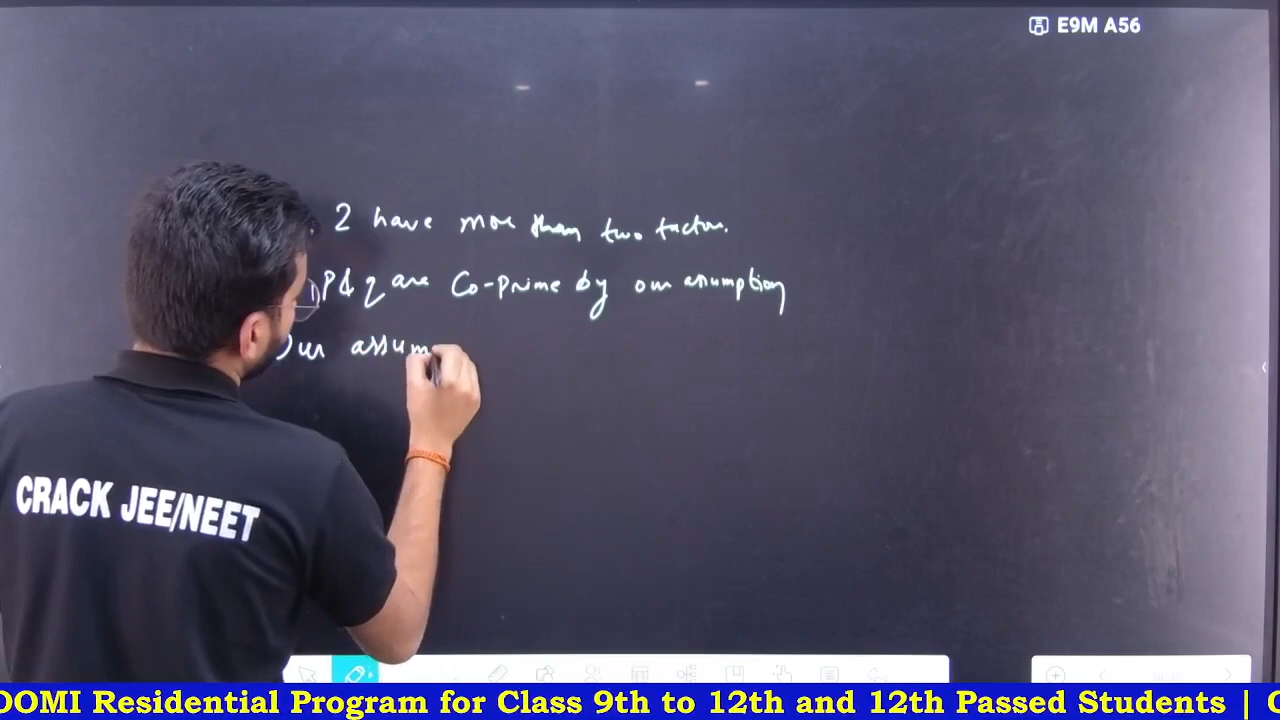 E9M A56
2 have more than two factors.
P & q are Co-prime by our assumption
Our assum
CRACK JEE/NEET
OOMI Residential Program for Class 9th to 12th and 12th Passed Students |